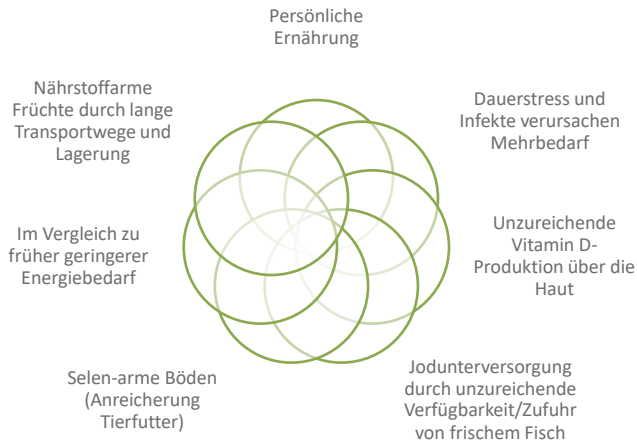 Persönliche
Ernährung
Nährstoffarme
Früchte durch lange
Transportwege und
Lagerung
Dauerstress und
Infekte verursachen
Mehrbedarf
Im Vergleich zu
früher geringerer
Energiebedarf
Unzureichende
Vitamin D-
Produktion über die
Haut
Selen-arme Böden
(Anreicherung
Tierfutter)
Jodunterversorgung
durch unzureichende
Verfügbarkeit/Zufuhr
von frischem Fisch